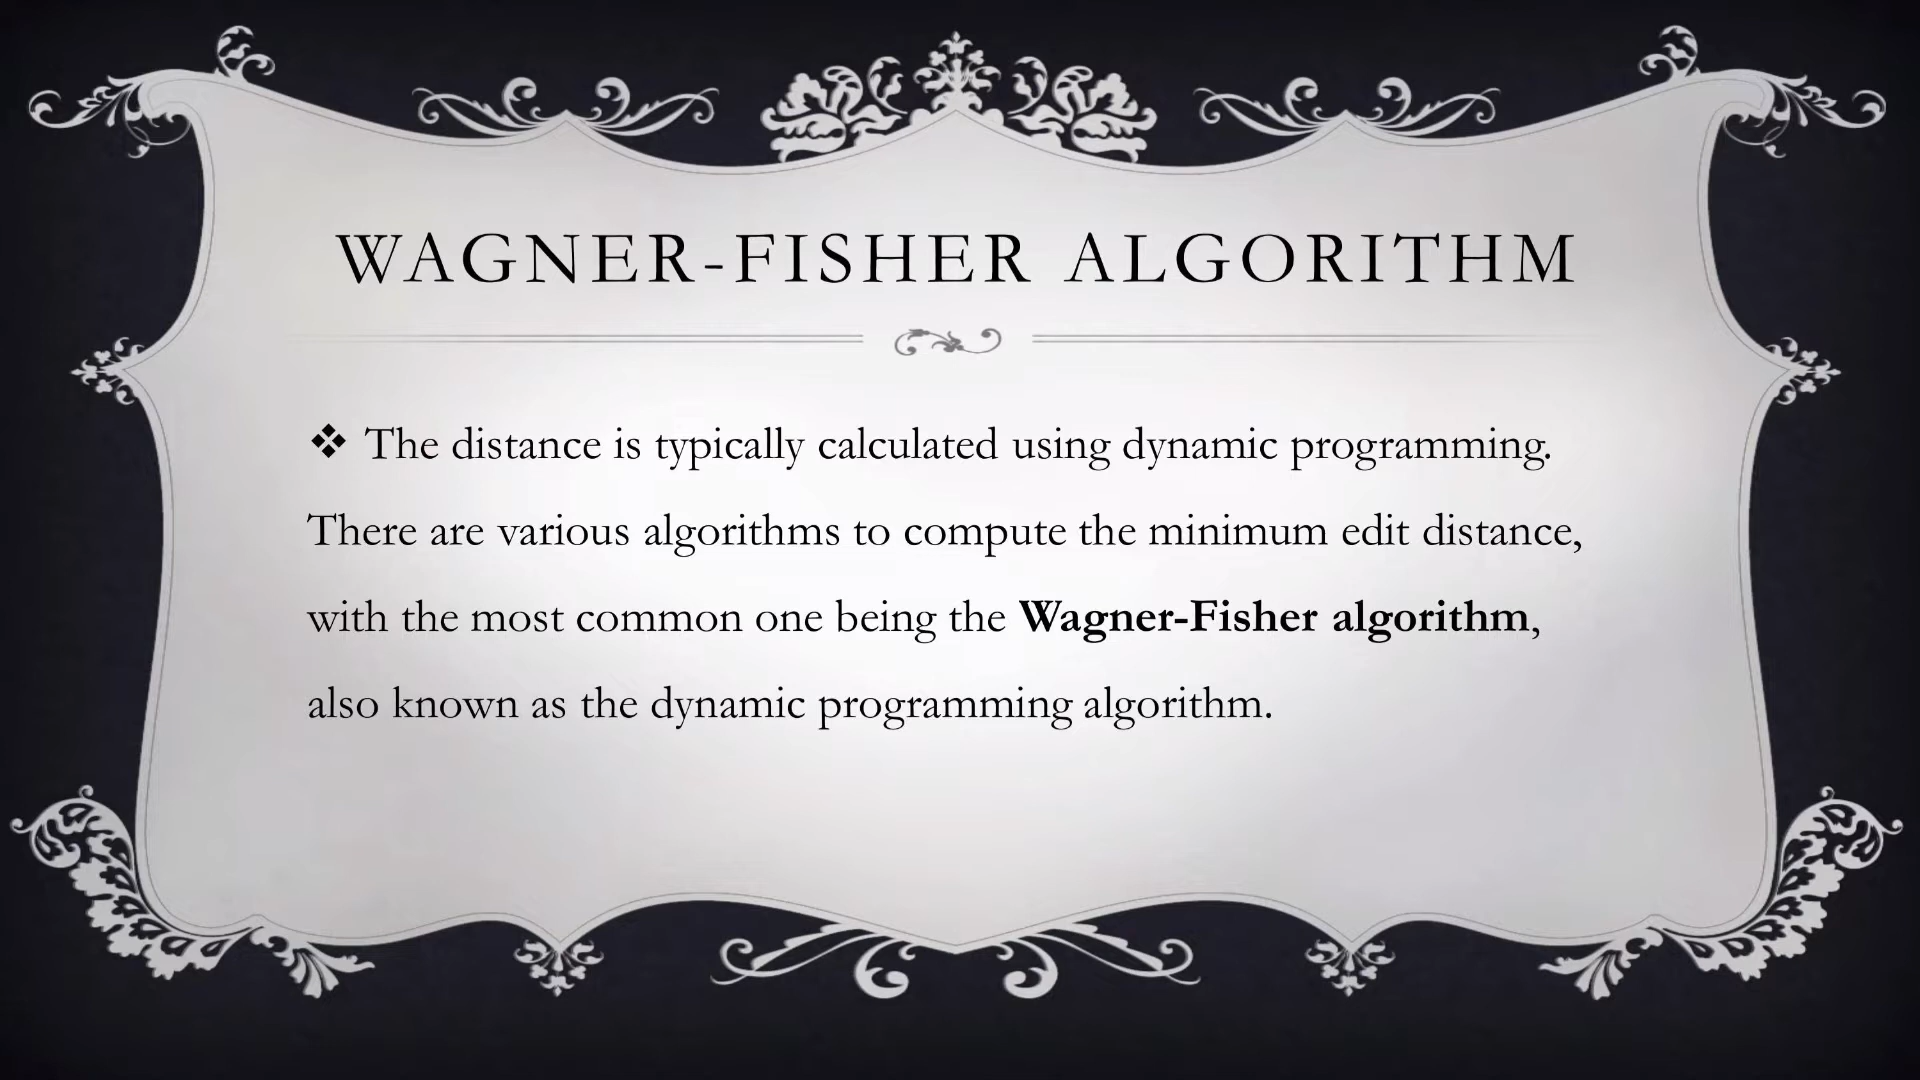 WAGNER-FISHER ALGORITHM
❖ The distance is typically calculated using dynamic programming.
There are various algorithms to compute the minimum edit distance,
with the most common one being the Wagner-Fisher algorithm,
also known as the dynamic programming algorithm.